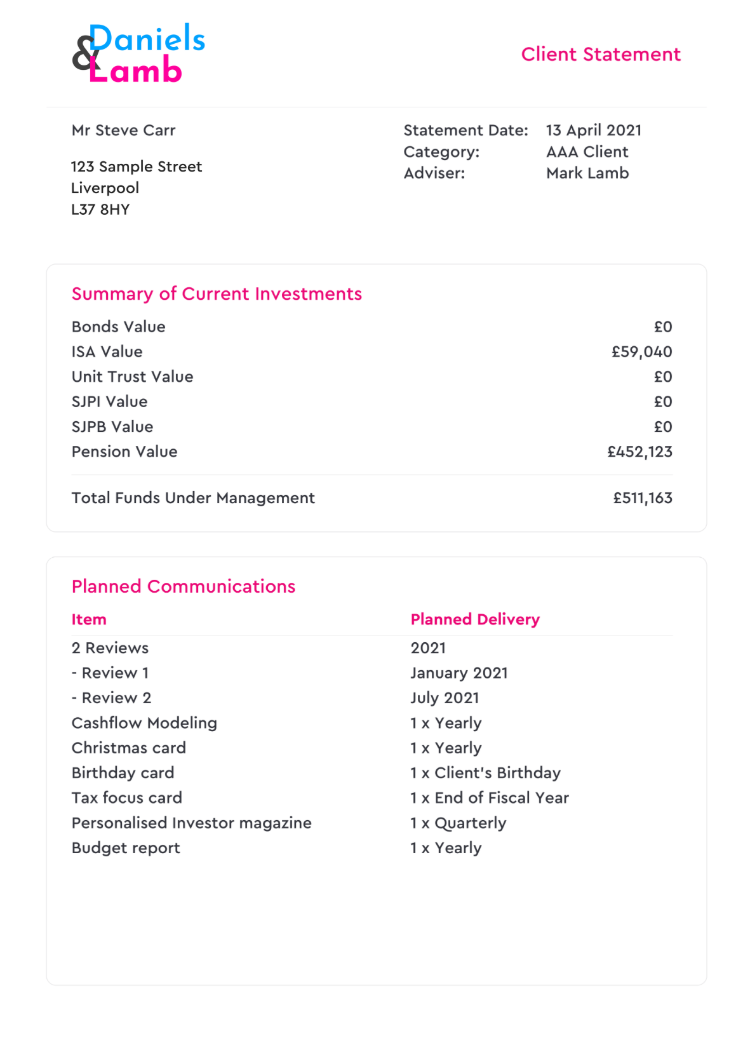 Daniels
& Lamb
Client Statement
Mr Steve Carr
123 Sample Street
Liverpool
L37 8HY
Statement Date: 13 April 2021
Category: AAA Client
Adviser: Mark Lamb
Summary of Current Investments
Bonds Value £0
ISA Value £59,040
Unit Trust Value £0
SJPI Value £0
SJPB Value £0
Pension Value £452,123
Total Funds Under Management £511,163
Planned Communications
Item Planned Delivery
2 Reviews 2021
- Review 1 January 2021
- Review 2 July 2021
Cashflow Modeling 1 x Yearly
Christmas card 1 x Yearly
Birthday card 1 x Client's Birthday
Tax focus card 1 x End of Fiscal Year
Personalised Investor magazine 1 x Quarterly
Budget report 1 x Yearly